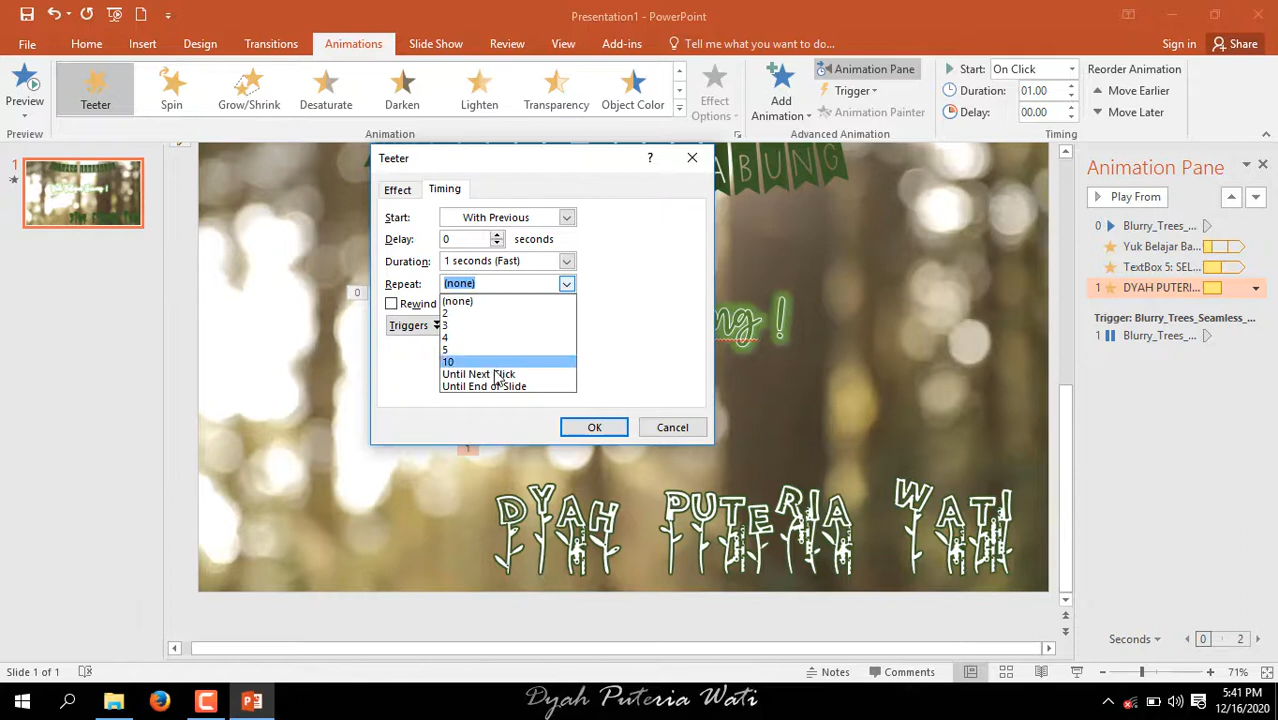 Presentation1 - PowerPoint
File Home Insert Design Transitions Animations Slide Show Review View Add-ins Tell me what you want to do... Sign in Share
Preview Teeter Spin Grow/Shrink Desaturate Darken Lighten Transparency Object Color Effect Options Add Animation
Animation Pane
Trigger
Animation Painter
Start: On Click
Duration: 01.00
Delay: 00.00
Reorder Animation
Move Earlier
Move Later
Preview Animation Advanced Animation Timing
1
Teeter
Effect Timing
Start: With Previous
Delay: 0 seconds
Duration: 1 seconds (Fast)
Repeat: (none)
Rewind
Triggers
(none)
2
3
4
5
10
Until Next Click
Until End of Slide
OK Cancel
0
1
ABUNG
ng !
DYAH PUTERIA WATI
Animation Pane
Play From
0 Blurry_Trees_...
Yuk Belajar Ba...
TextBox 5: SEL...
1 DYAH PUTERI...
Trigger: Blurry_Trees_Seamless_...
1 Blurry_Trees_...
Seconds 0 2
Slide 1 of 1 Notes Comments 71%
Dyah Puteria Wati
5:41 PM
12/16/2020